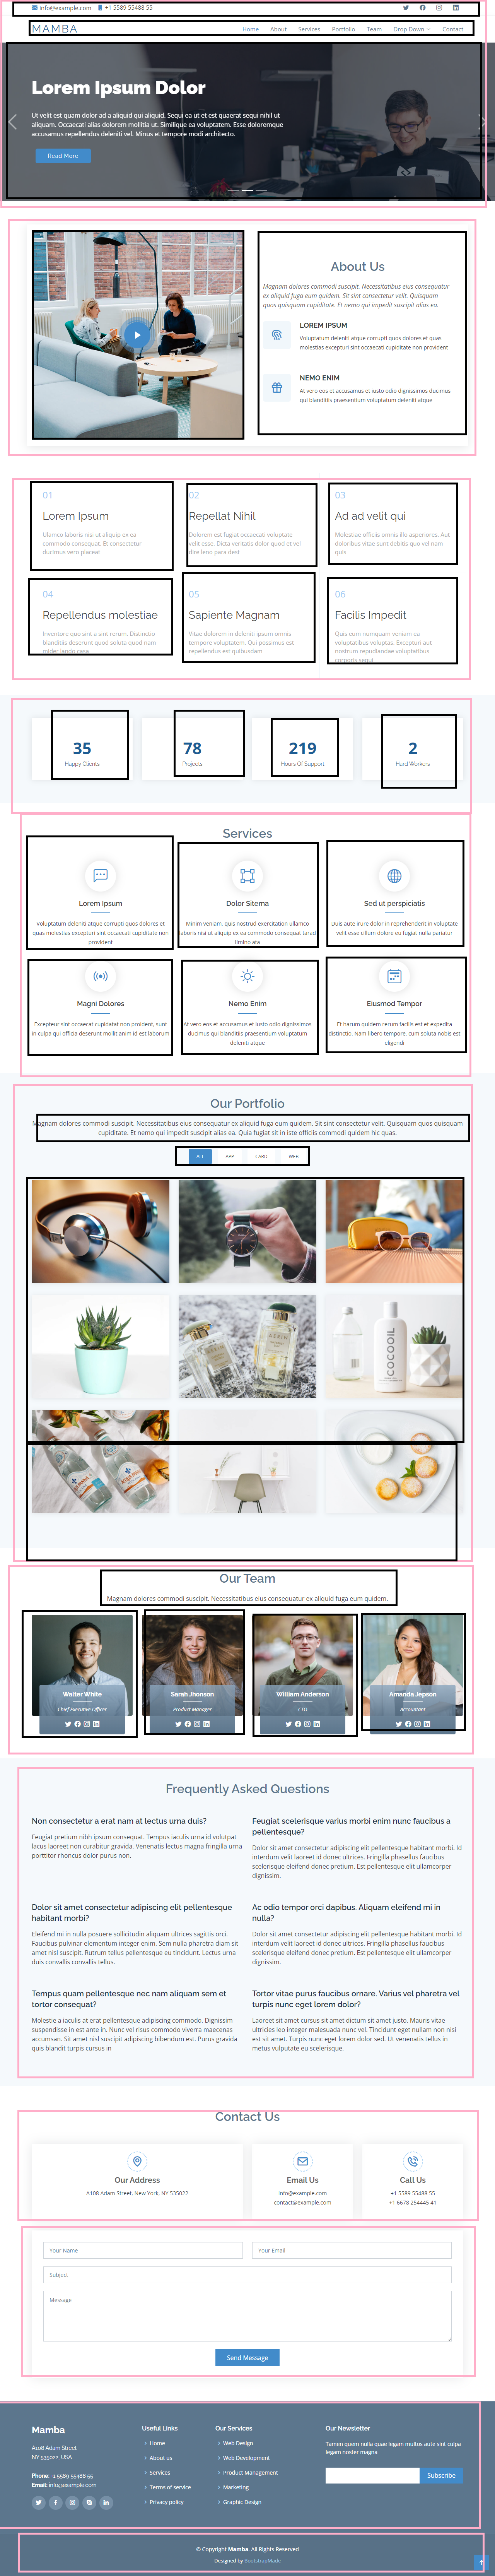 info@example.com +1 5589 55488 55
MAMBA
Home About Services Portfolio Team Drop Down Contact
Lorem Ipsum Dolor
Ut velit est quam dolor ad a aliquid qui aliquid. Sequi ea ut et est quaerat sequi nihil ut
aliquam. Occaecati alias dolorem mollitia ut. Similique ea voluptatem. Esse doloremque
accusamus repellendus deleniti vel. Minus et tempore modi architecto.
Read More
About Us
Magnam dolores commodi suscipit. Necessitatibus eius consequatur
ex aliquid fuga eum quidem. Sit sint consectetur velit. Quisquam
quos quisquam cupiditate. Et nemo qui impedit suscipit alias ea.
LOREM IPSUM
Voluptatum deleniti atque corrupti quos dolores et quas
molestias excepturi sint occaecati cupiditate non provident
NEMO ENIM
At vero eos et accusamus et iusto odio dignissimos ducimus
qui blanditiis praesentium voluptatum deleniti atque
01
Lorem Ipsum
Ulamco laboris nisi ut aliquip ex ea
commodo consequat. Et consectetur
ducimus vero placeat
02
Repellat Nihil
Dolorem est fugiat occaecati voluptate
velit esse. Dicta veritatis dolor quod et vel
dire leno para dest
03
Ad ad velit qui
Molestiae officiis omnis illo asperiores. Aut
doloribus vitae sunt debitis quo vel nam
quis
04
Repellendus molestiae
Inventore quo sint a sint rerum. Distinctio
blanditiis deserunt quod soluta quod nam
mider lando casa
05
Sapiente Magnam
Vitae dolorem in deleniti ipsum omnis
tempore voluptatem. Qui possimus est
repellendus est quibusdam
06
Facilis Impedit
Quis eum numquam veniam ea
voluptatibus voluptas. Excepturi aut
nostrum repudiandae voluptatibus
corporis sequi
35
Happy Clients
78
Projects
219
Hours Of Support
2
Hard Workers
Services
Lorem Ipsum
Voluptatum deleniti atque corrupti quos dolores et
quas molestias excepturi sint occaecati cupiditate non
provident
Dolor Sitema
Minim veniam, quis nostrud exercitation ullamco
laboris nisi ut aliquip ex ea commodo consequat tarad
limino ata
Sed ut perspiciatis
Duis aute irure dolor in reprehenderit in voluptate
velit esse cillum dolore eu fugiat nulla pariatur
Magni Dolores
Excepteur sint occaecat cupidatat non proident, sunt
in culpa qui officia deserunt mollit anim id est laborum
Nemo Enim
At vero eos et accusamus et iusto odio dignissimos
ducimus qui blanditiis praesentium voluptatum
deleniti atque
Eiusmod Tempor
Et harum quidem rerum facilis est et expedita
distinctio. Nam libero tempore, cum soluta nobis est
eligendi
Our Portfolio
Magnam dolores commodi suscipit. Necessitatibus eius consequatur ex aliquid fuga eum quidem. Sit sint consectetur velit. Quisquam quos quisquam
cupiditate. Et nemo qui impedit suscipit alias ea. Quia fugiat sit in iste officiis commodi quidem hic quas.
ALL APP CARD WEB
COCOOIL
Our Team
Magnam dolores commodi suscipit. Necessitatibus eius consequatur ex aliquid fuga eum quidem.
Walter White
Chief Executive Officer
Sarah Jhonson
Product Manager
William Anderson
CTO
Amanda Jepson
Accountant
Frequently Asked Questions
Non consectetur a erat nam at lectus urna duis?
Feugiat pretium nibh ipsum consequat. Tempus iaculis urna id volutpat
lacus laoreet non curabitur gravida. Venenatis lectus magna fringilla urna
porttitor rhoncus dolor purus non.
Feugiat scelerisque varius morbi enim nunc faucibus a
pellentesque?
Dolor sit amet consectetur adipiscing elit pellentesque habitant morbi. Id
interdum velit laoreet id donec ultrices. Fringilla phasellus faucibus
scelerisque eleifend donec pretium. Est pellentesque elit ullamcorper
dignissim.
Dolor sit amet consectetur adipiscing elit pellentesque
habitant morbi?
Eleifend mi in nulla posuere sollicitudin aliquam ultrices sagittis orci.
Faucibus pulvinar elementum integer enim. Sem nulla pharetra diam sit
amet nisl suscipit. Rutrum tellus pellentesque eu tincidunt. Lectus urna
duis convallis convallis tellus.
Ac odio tempor orci dapibus. Aliquam eleifend mi in
nulla?
Dolor sit amet consectetur adipiscing elit pellentesque habitant morbi. Id
interdum velit laoreet id donec ultrices. Fringilla phasellus faucibus
scelerisque eleifend donec pretium. Est pellentesque elit ullamcorper
dignissim.
Tempus quam pellentesque nec nam aliquam sem et
tortor consequat?
Molestie a iaculis at erat pellentesque adipiscing commodo. Dignissim
suspendisse in est ante in. Nunc vel risus commodo viverra maecenas
accumsan. Sit amet nisl suscipit adipiscing bibendum est. Purus gravida
quis blandit turpis cursus in
Tortor vitae purus faucibus ornare. Varius vel pharetra vel
turpis nunc eget lorem dolor?
Laoreet sit amet cursus sit amet dictum sit amet justo. Mauris vitae
ultricies leo integer malesuada nunc vel. Tincidunt eget nullam non nisi
est sit amet. Turpis nunc eget lorem dolor sed. Ut venenatis tellus in
metus vulputate eu scelerisque.
Contact Us
Our Address
A108 Adam Street, New York, NY 535022
Email Us
info@example.com
contact@example.com
Call Us
+1 5589 55488 55
+1 6678 254445 41
Your Name Your Email
Subject
Message
Send Message
Mamba
A108 Adam Street
NY 535022, USA
Phone: +1 5589 55488 55
Email: info@example.com
Useful Links
Home
About us
Services
Terms of service
Privacy policy
Our Services
Web Design
Web Development
Product Management
Marketing
Graphic Design
Our Newsletter
Tamen quem nulla quae legam multos aute sint culpa
legam noster magna
Subscribe
© Copyright Mamba. All Rights Reserved
Designed by BootstrapMade